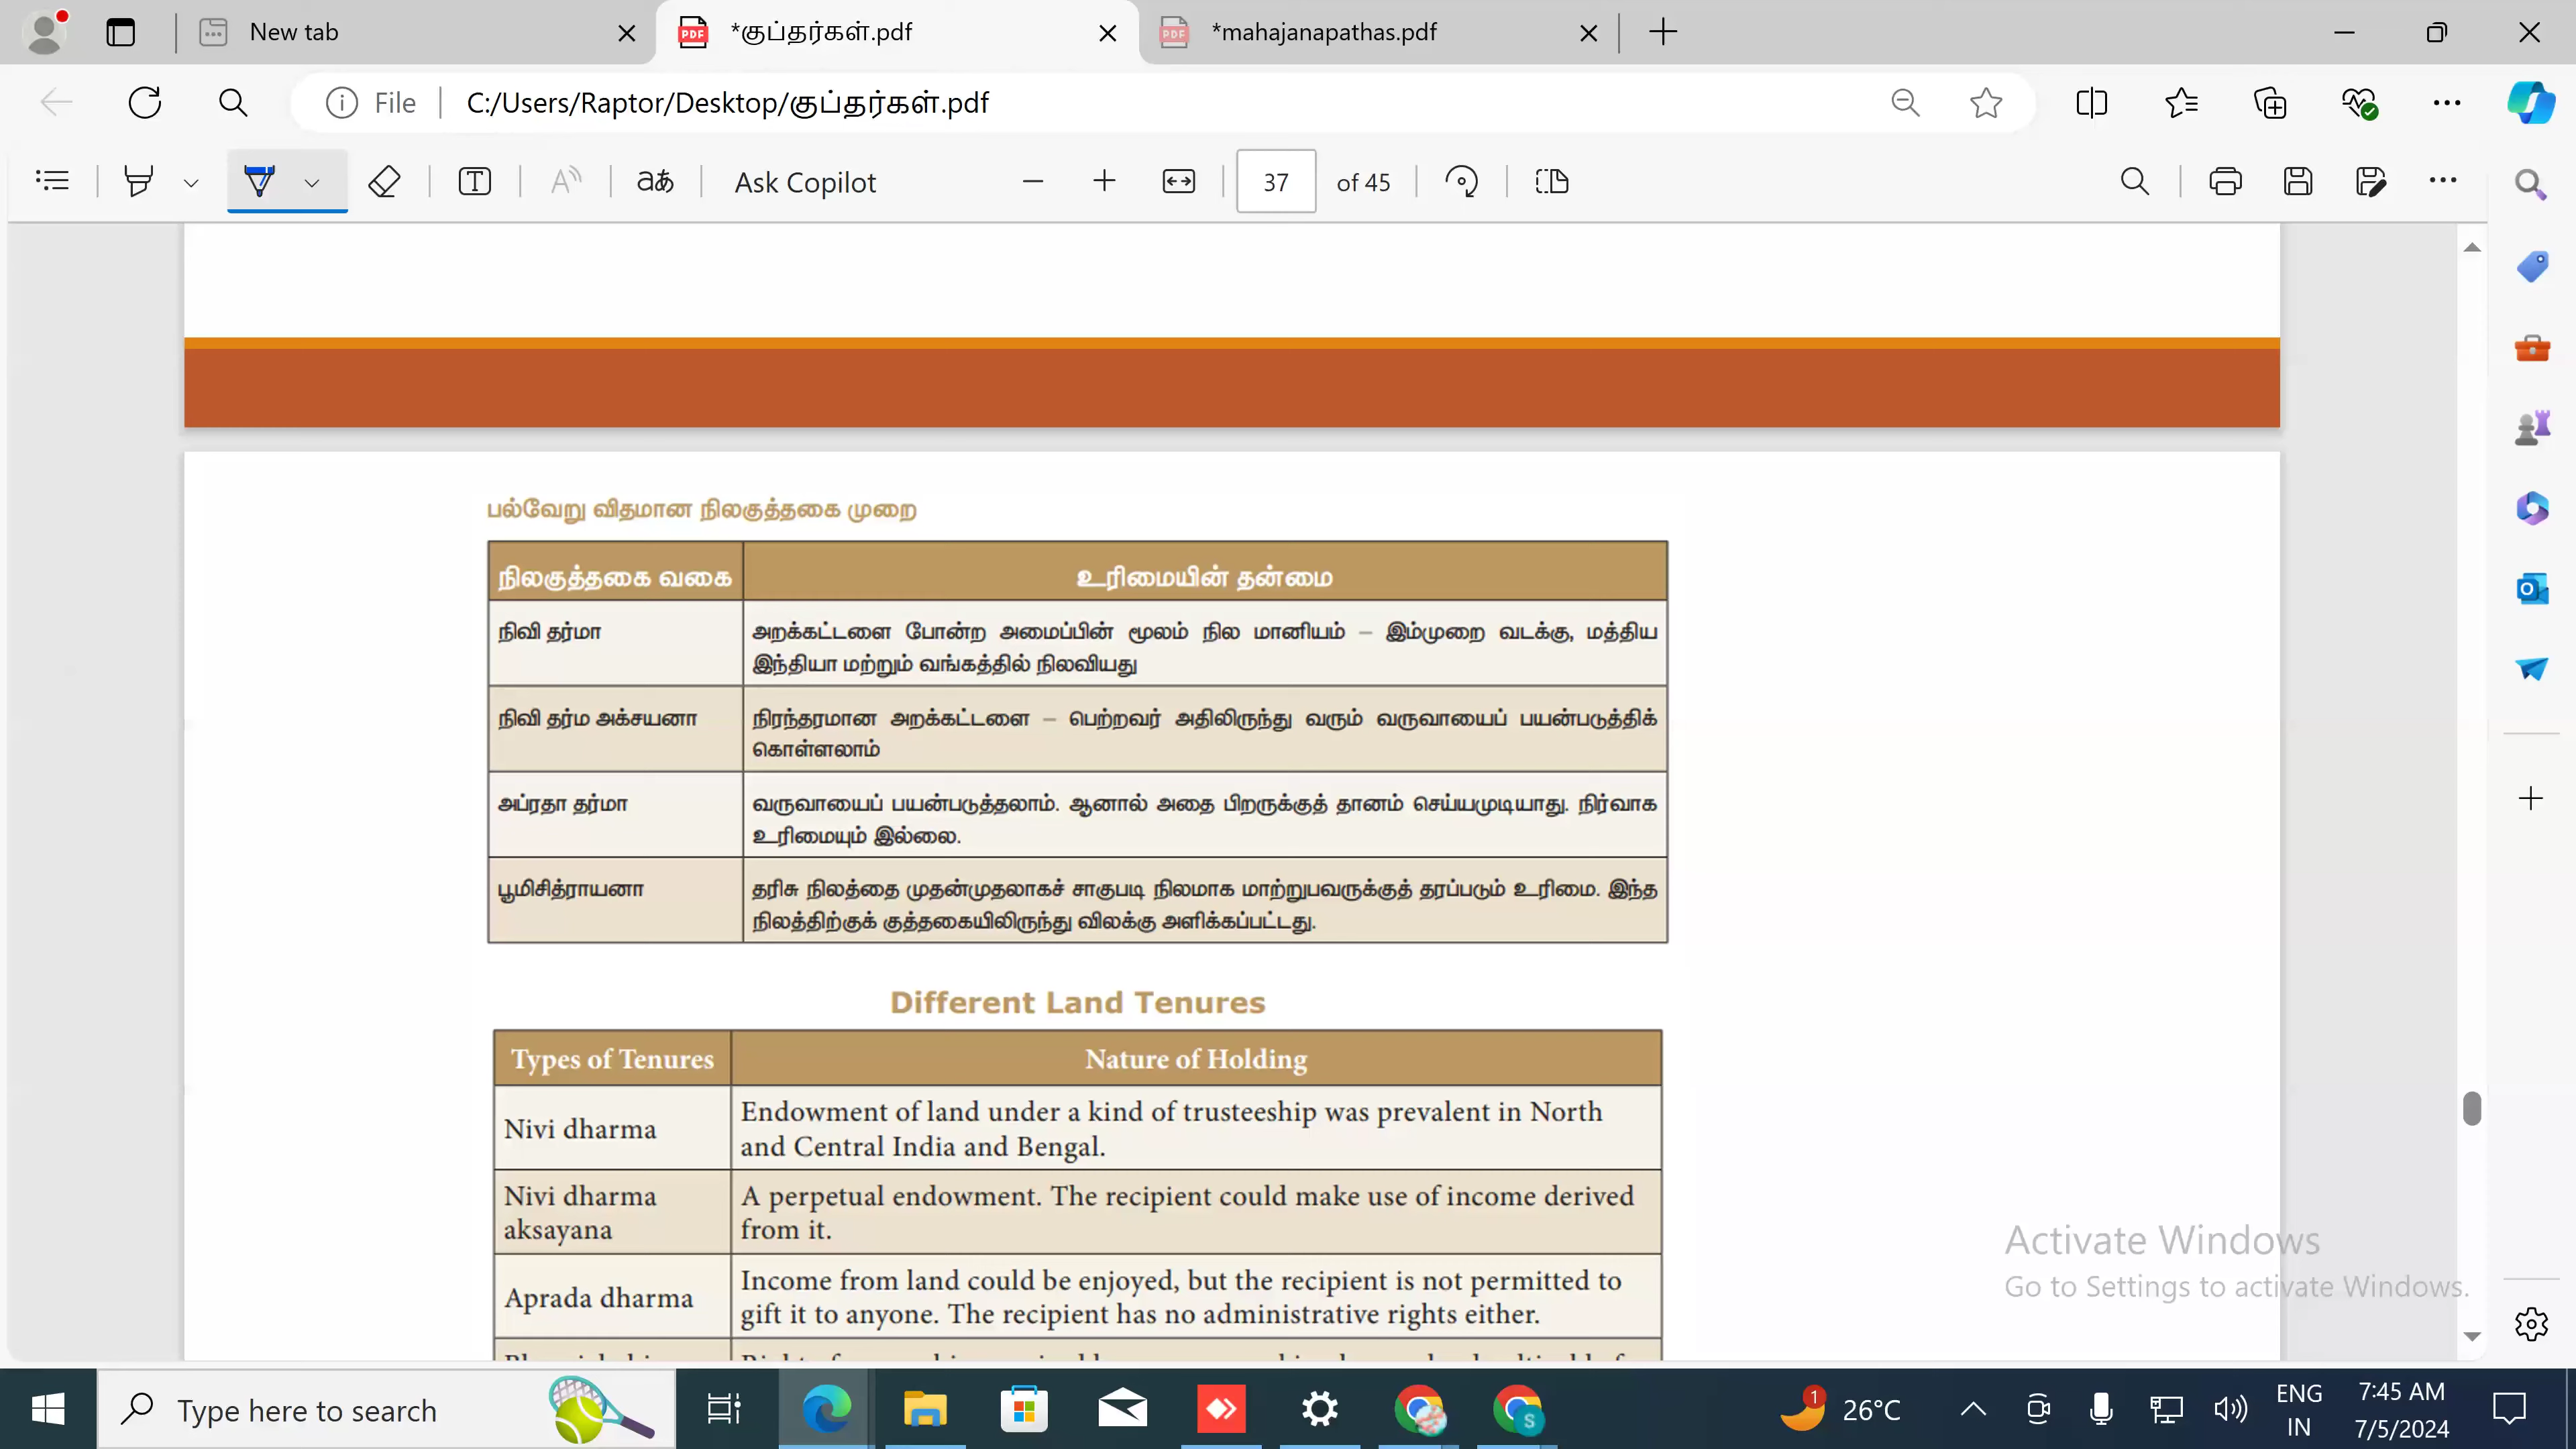 New tab
*குப்தர்கள்.pdf
*mahajanapathas.pdf
File
C:/Users/Raptor/Desktop/குப்தர்கள்.pdf
Ask Copilot
37
of 45
பல்வேறு விதமான நிலகுத்தகை முறை
நிலகுத்தகை வகை
உரிமையின் தன்மை
நிவி தர்மா
அறக்கட்டளை போன்ற அமைப்பின் மூலம் நில மானியம் – இம்முறை வடக்கு, மத்திய
இந்தியா மற்றும் வங்கத்தில் நிலவியது
நிவி தர்ம அக்சயனா
நிரந்தரமான அறக்கட்டளை – பெற்றவர் அதிலிருந்து வரும் வருவாயைப் பயன்படுத்திக்
கொள்ளலாம்
அப்ரதா தர்மா
வருவாயைப் பயன்படுத்தலாம். ஆனால் அதை பிறருக்குத் தானம் செய்யமுடியாது. நிர்வாக
உரிமையும் இல்லை.
பூமிசித்ராயனா
தரிசு நிலத்தை முதன்முதலாகச் சாகுபடி நிலமாக மாற்றுபவருக்குத் தரப்படும் உரிமை. இந்த
நிலத்திற்குக் குத்தகையிலிருந்து விலக்கு அளிக்கப்பட்டது.
Different Land Tenures
Types of Tenures
Nature of Holding
Nivi dharma
Endowment of land under a kind of trusteeship was prevalent in North
and Central India and Bengal.
Nivi dharma
aksayana
A perpetual endowment. The recipient could make use of income derived
from it.
Aprada dharma
Income from land could be enjoyed, but the recipient is not permitted to
gift it to anyone. The recipient has no administrative rights either.
Activate Windows
Go to Settings to activate Windows.
Type here to search
1
26°C
ENG
IN
7:45 AM
7/5/2024